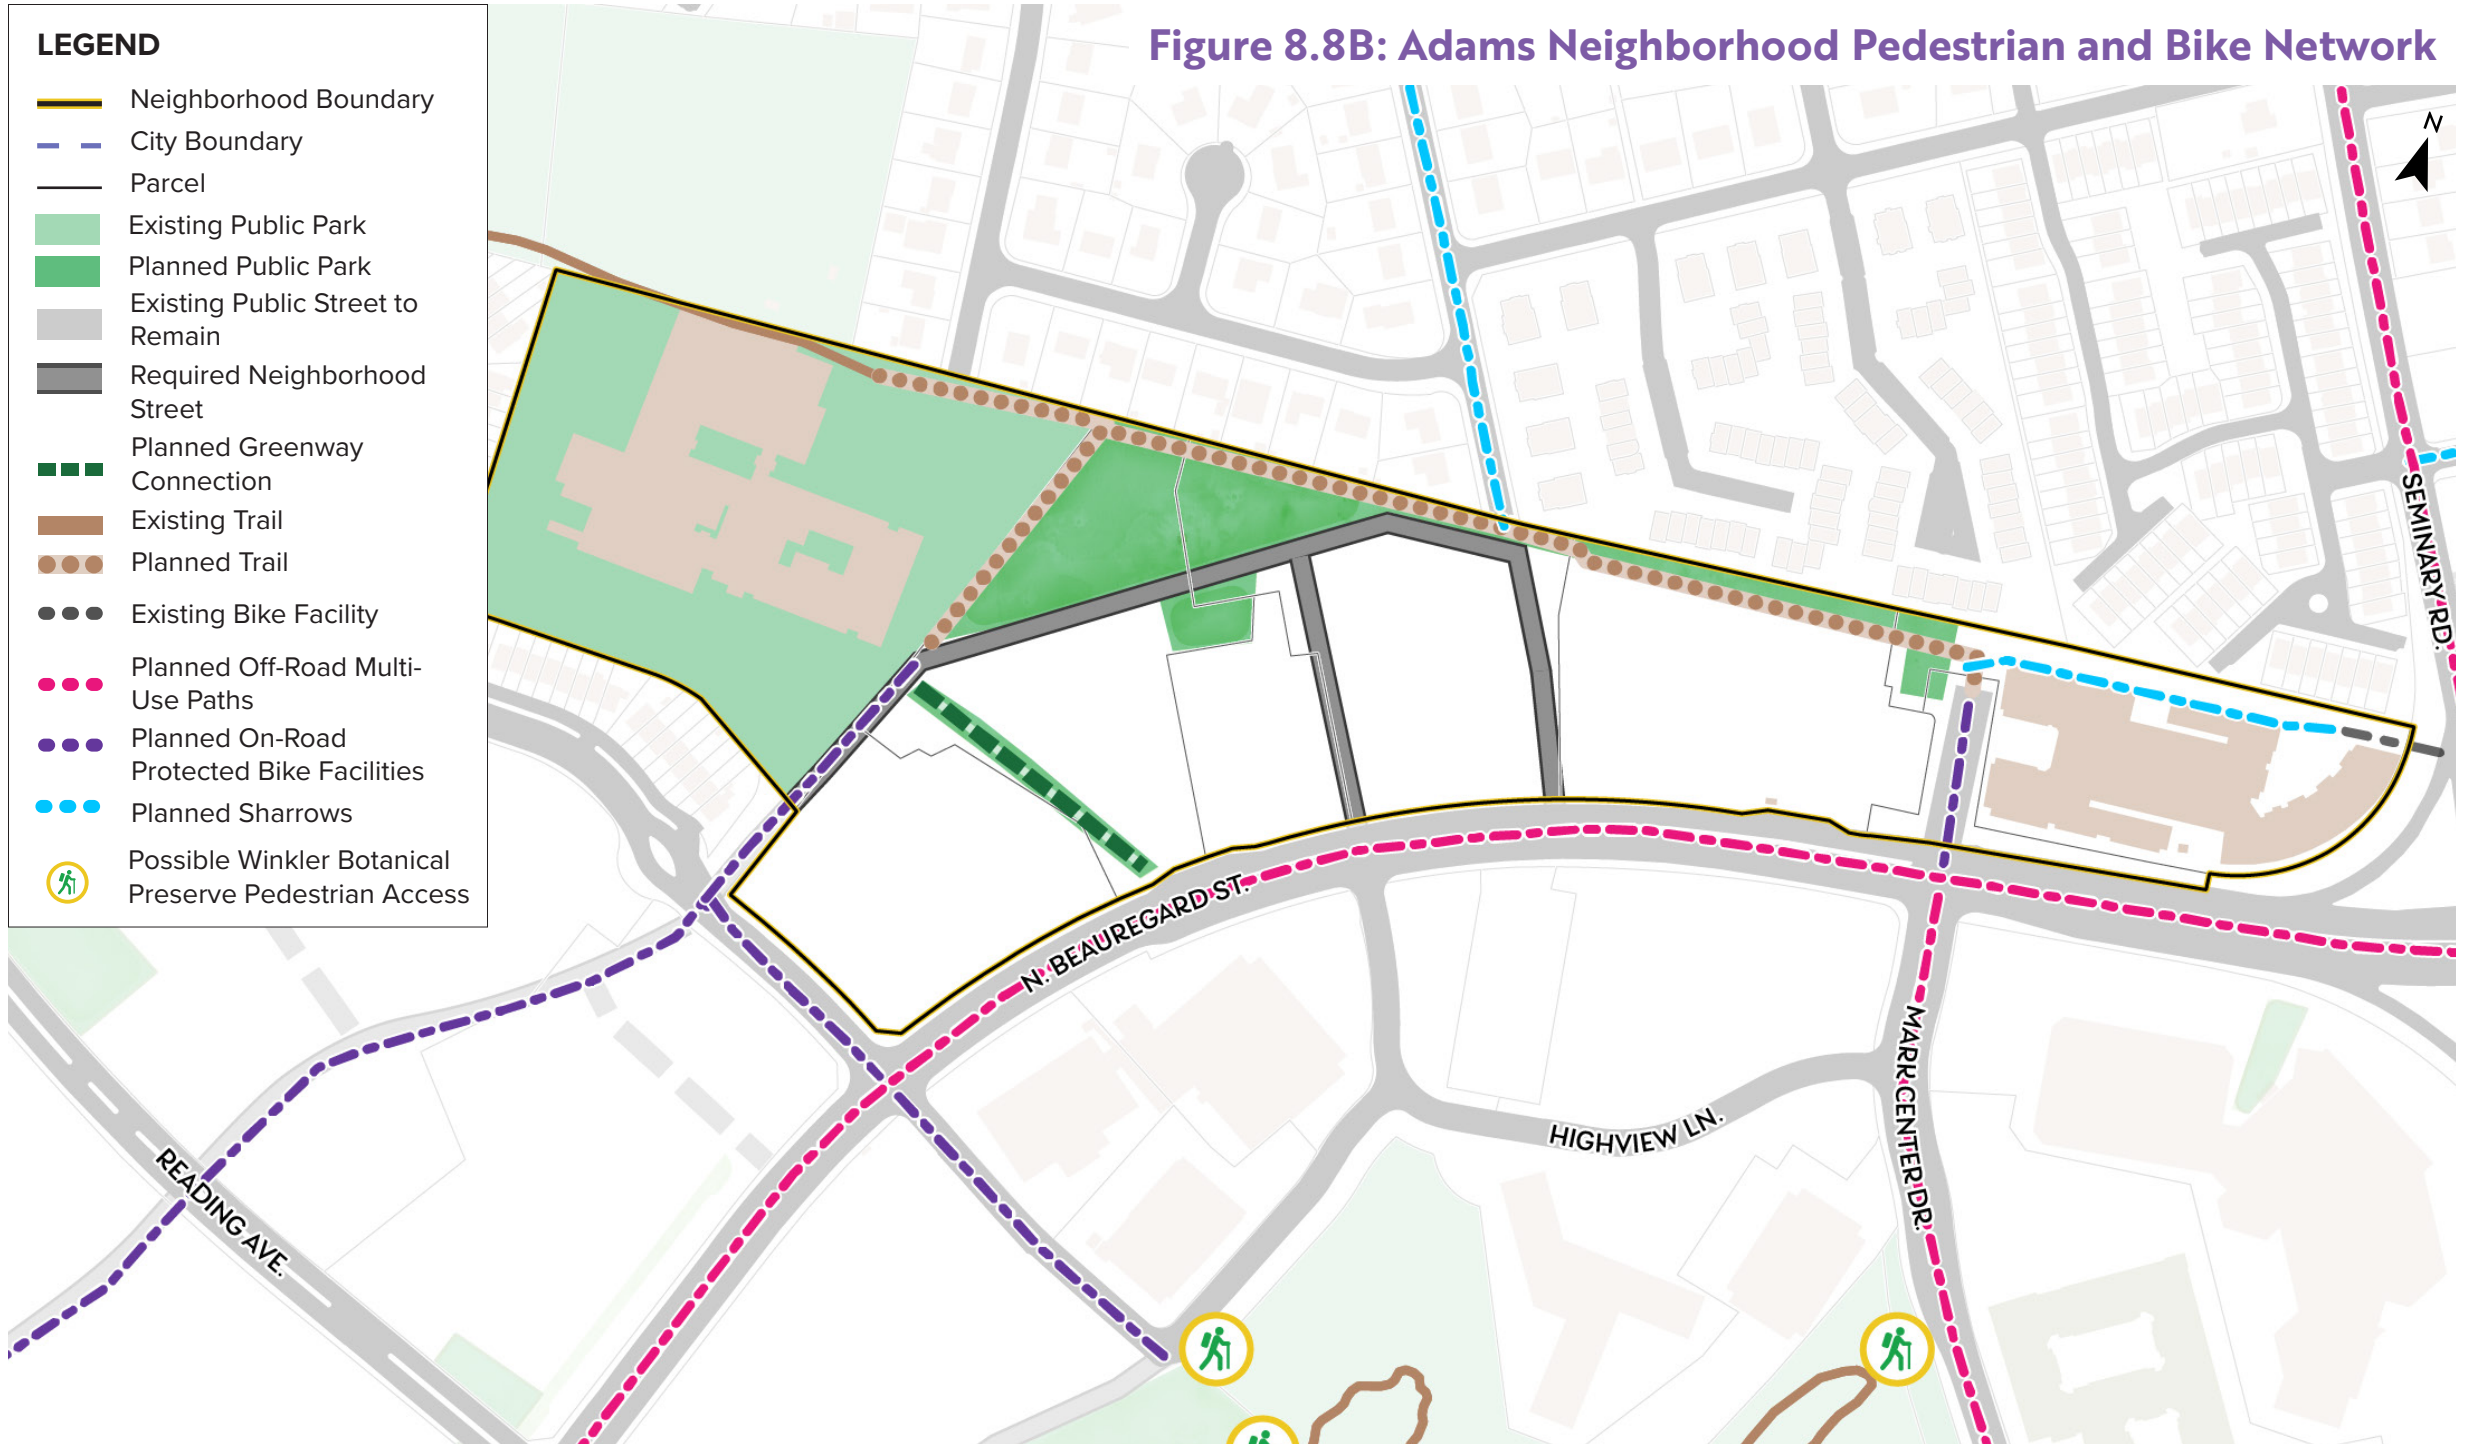 Figure 8.8B: Adams Neighborhood Pedestrian and Bike Network
LEGEND
Neighborhood Boundary
City Boundary
Parcel
Existing Public Park
Planned Public Park
Existing Public Street to
Remain
Required Neighborhood
Street
Planned Greenway
Connection
Existing Trail
Planned Trail
Existing Bike Facility
Planned Off-Road Multi-
Use Paths
Planned On-Road
Protected Bike Facilities
Planned Sharrows
Possible Winkler Botanical
Preserve Pedestrian Access
N
SEMINARY RD.
N. BEAUREGARD ST.
MARK CENTER DR.
HIGHVIEW LN.
READING AVE.